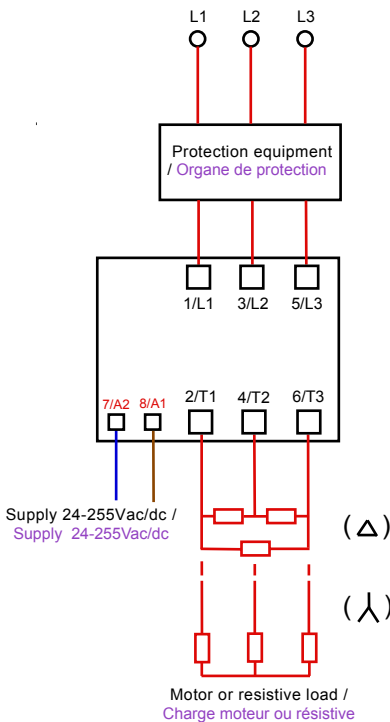 L1 L2 L3
Protection equipment
/ Organe de protection
1/L1 3/L2 5/L3
7/A2 8/A1 2/T1 4/T2 6/T3
Supply 24-255Vac/dc /
Supply 24-255Vac/dc
Motor or resistive load /
Charge moteur ou résistive